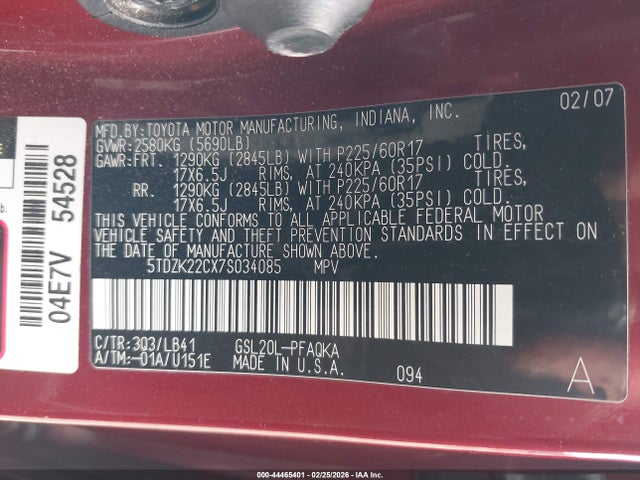 02/07
MFD.BY:TOYOTA MOTOR MANUFACTURING, INDIANA, INC.
GVWR:2580KG (5690LB)
GAWR:FRT. 1290KG (2845LB) WITH P225/60R17 TIRES,
17X6.5J RIMS, AT 240KPA (35PSI) COLD.
RR. 1290KG (2845LB) WITH P225/60R17 TIRES,
17X6.5J RIMS, AT 240KPA (35PSI) COLD.
THIS VEHICLE CONFORMS TO ALL APPLICABLE FEDERAL MOTOR
VEHICLE SAFETY AND THEFT PREVENTION STANDARDS IN EFFECT ON
THE DATE OF MANUFACTURE SHOWN ABOVE.
5TDZK22CX7S034085 MPV
C/TR:3Q3/LB41 GSL20L-PFAQKA
A/TM:-01A/U151E MADE IN U.S.A.
094
A
04E7V 54528
000-44465401 - 02/25/2026 - IAA Inc.